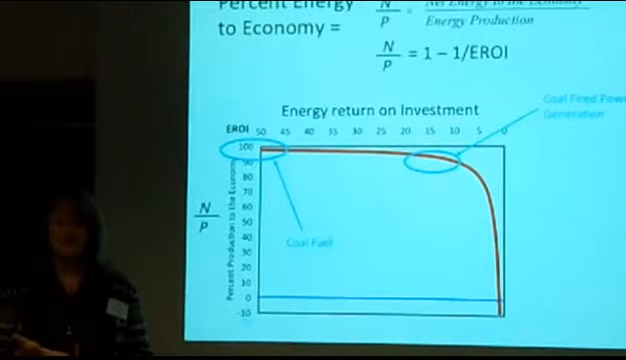 Percent Energy
to Economy =
N
P
=
Net Energy to the Economy
Energy Production
N
P
= 1 – 1/EROI
Energy return on Investment
Coal Fired Power
Generation
EROI 50 45 40 35 30 25 20 15 10 5 0
100
90
80
70
60
50
40
30
20
10
0
-10
Percent Production to the Economy
N
P
Coal Fuel